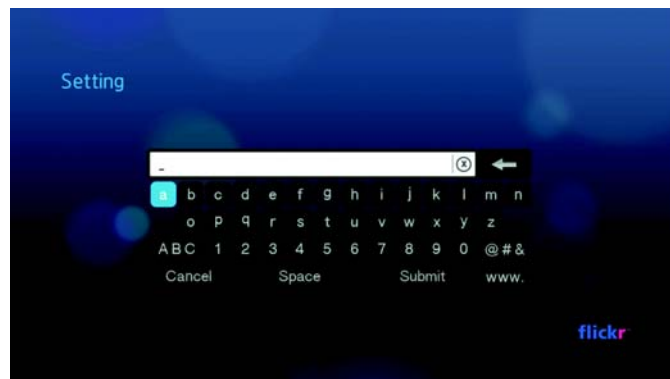 Setting
_
a b c d e f g h i j k l m n
o p q r s t u v w x y z
ABC 1 2 3 4 5 6 7 8 9 0 @#&
Cancel Space Submit www.
flickr